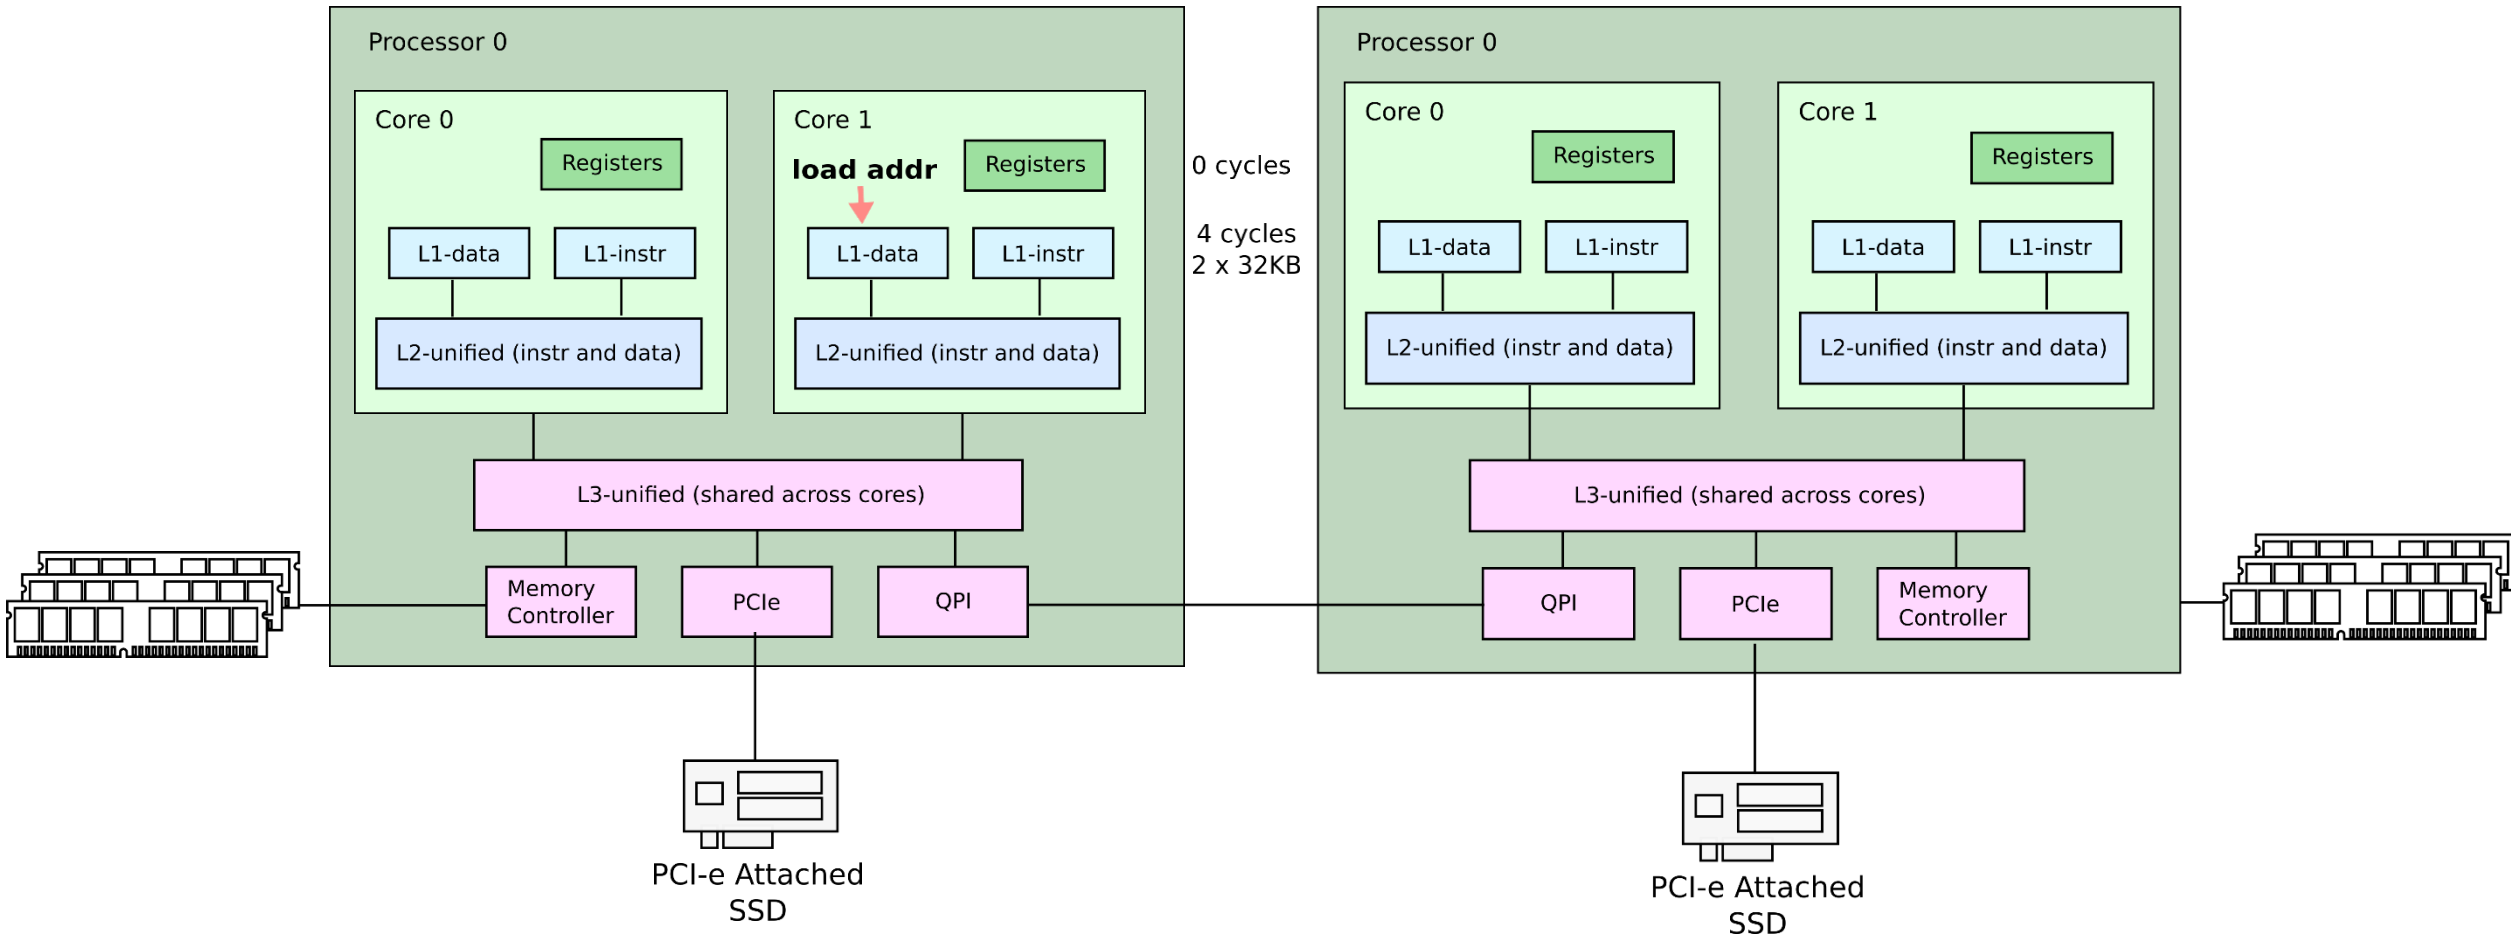 Processor 0
Core 0
Registers
L1-data
L1-instr
L2-unified (instr and data)
Core 1
load addr
Registers
L1-data
L1-instr
L2-unified (instr and data)
0 cycles
4 cycles
2 x 32KB
L3-unified (shared across cores)
Memory
Controller
PCIe
QPI
PCI-e Attached
SSD
Processor 0
Core 0
Registers
L1-data
L1-instr
L2-unified (instr and data)
Core 1
Registers
L1-data
L1-instr
L2-unified (instr and data)
L3-unified (shared across cores)
QPI
PCIe
Memory
Controller
PCI-e Attached
SSD